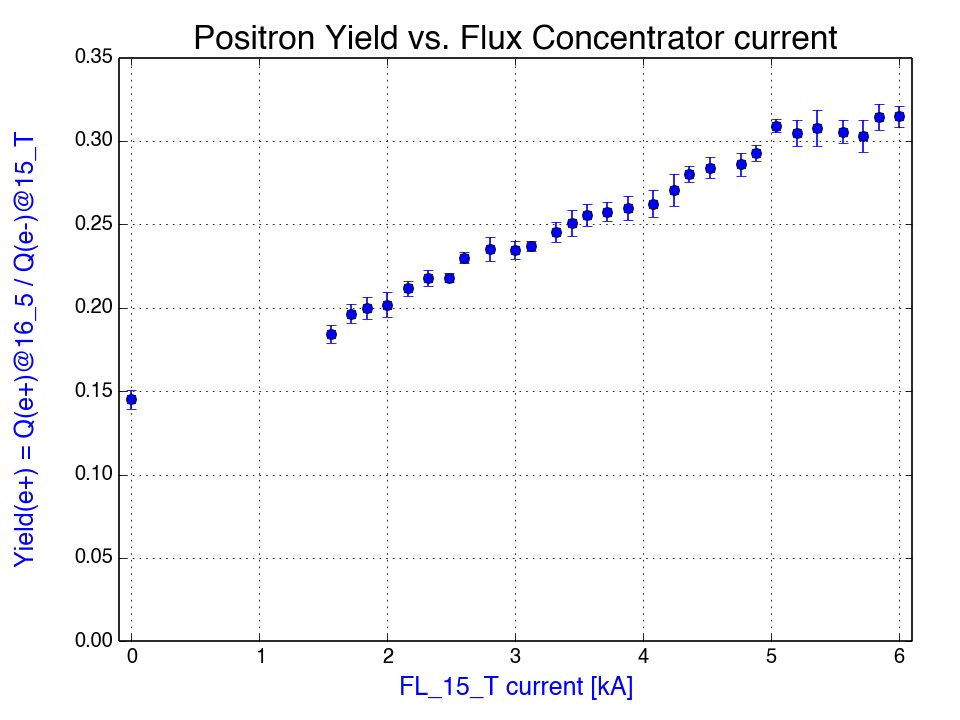 Positron Yield vs. Flux Concentrator current
0.35
0.30
0.25
0.20
0.15
0.10
0.05
0.00
Yield(e+) = Q(e+)@16_5 / Q(e-)@15_T
0 1 2 3 4 5 6
FL_15_T current [kA]